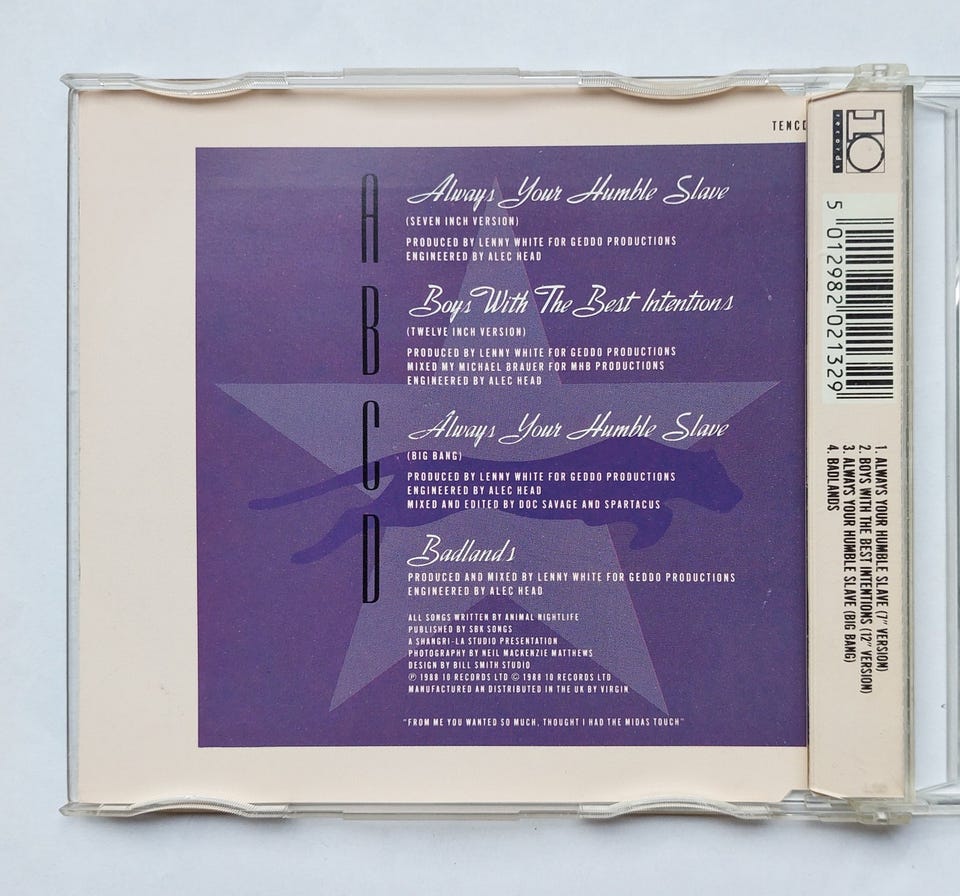 TENCD
A
Always Your Humble Slave
(SEVEN INCH VERSION)
PRODUCED BY LENNY WHITE FOR GEDDO PRODUCTIONS
ENGINEERED BY ALEC HEAD
B
Boys With The Best Intentions
(TWELVE INCH VERSION)
PRODUCED BY LENNY WHITE FOR GEDDO PRODUCTIONS
MIXED MY MICHAEL BRAUER FOR MHB PRODUCTIONS
ENGINEERED BY ALEC HEAD
C
Always Your Humble Slave
(BIG BANG)
PRODUCED BY LENNY WHITE FOR GEDDO PRODUCTIONS
ENGINEERED BY ALEC HEAD
MIXED AND EDITED BY DOC SAVAGE AND SPARTACUS
D
Badlands
PRODUCED AND MIXED BY LENNY WHITE FOR GEDDO PRODUCTIONS
ENGINEERED BY ALEC HEAD
ALL SONGS WRITTEN BY ANIMAL NIGHTLIFE
PUBLISHED BY SBK SONGS
A SHANGRI-LA STUDIO PRESENTATION
PHOTOGRAPHY BY NEIL MACKENZIE MATTHEWS
DESIGN BY BILL SMITH STUDIO
℗ 1988 10 RECORDS LTD © 1988 10 RECORDS LTD
MANUFACTURED AN DISTRIBUTED IN THE UK BY VIRGIN
"FROM ME YOU WANTED SO MUCH, THOUGHT I HAD THE MIDAS TOUCH"
10
records
5 012982 021329
1. ALWAYS YOUR HUMBLE SLAVE (7" VERSION)
2. BOYS WITH THE BEST INTENTIONS (12" VERSION)
3. ALWAYS YOUR HUMBLE SLAVE (BIG BANG)
4. BADLANDS